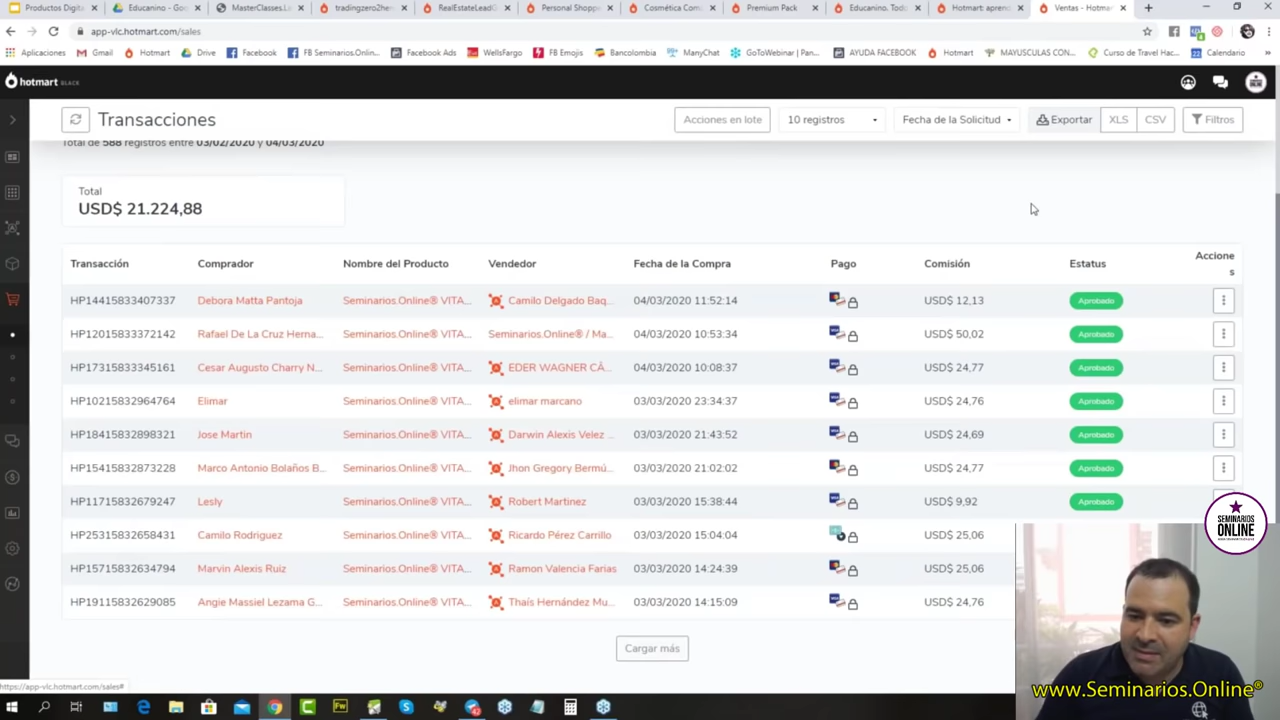 Productos Digita
Educanino - Goo
MasterClasses.La
tradingzero2he
RealEstateLead
Personal Shoppe
Cosmética Com
Premium Pack
Educanino. Tod
Hotmart: apren
Ventas - Hotmar
app-vlc.hotmart.com/sales
Aplicaciones Gmail Hotmart Drive Facebook FB Seminarios.Onlin... Facebook Ads WellsFargo FB Emojis Bancolombia ManyChat GoToWebinar | Pan... AYUDA FACEBOOK Hotmart MAYUSCULAS CON... Curso de Travel Hac... Calendario
hotmart BLACK
Transacciones
Acciones en lote
10 registros
Fecha de la Solicitud
Exportar XLS CSV
Filtros
Total de 588 registros entre 03/02/2020 y 04/03/2020
Total
USD$ 21.224,88
Transacción Comprador Nombre del Producto Vendedor Fecha de la Compra Pago Comisión Estatus Acciones
HP14415833407337 Debora Matta Pantoja Seminarios.Online® VITA... Camilo Delgado Baq... 04/03/2020 11:52:14 USD$ 12,13 Aprobado
HP12015833372142 Rafael De La Cruz Herna... Seminarios.Online® VITA... Seminarios.Online® / Ma... 04/03/2020 10:53:34 USD$ 50,02 Aprobado
HP17315833345161 Cesar Augusto Charry N... Seminarios.Online® VITA... EDER WAGNER CÃ... 04/03/2020 10:08:37 USD$ 24,77 Aprobado
HP10215832964764 Elimar Seminarios.Online® VITA... elimar marcano 03/03/2020 23:34:37 USD$ 24,76 Aprobado
HP18415832898321 Jose Martin Seminarios.Online® VITA... Darwin Alexis Velez ... 03/03/2020 21:43:52 USD$ 24,69 Aprobado
HP15415832873228 Marco Antonio Bolaños B... Seminarios.Online® VITA... Jhon Gregory Bermú... 03/03/2020 21:02:02 USD$ 24,77 Aprobado
HP11715832679247 Lesly Seminarios.Online® VITA... Robert Martinez 03/03/2020 15:38:44 USD$ 9,92 Aprobado
HP25315832658431 Camilo Rodriguez Seminarios.Online® VITA... Ricardo Pérez Carrillo 03/03/2020 15:04:04 USD$ 25,06
HP15715832634794 Marvin Alexis Ruiz Seminarios.Online® VITA... Ramon Valencia Farias 03/03/2020 14:24:39 USD$ 25,06
HP19115832629085 Angie Massiel Lezama G... Seminarios.Online® VITA... Thaís Hernández Mu... 03/03/2020 14:15:09 USD$ 24,76
Cargar más
SEMINARIOS
ONLINE
https://app-vlc.hotmart.com/sales#
www.Seminarios.Online®